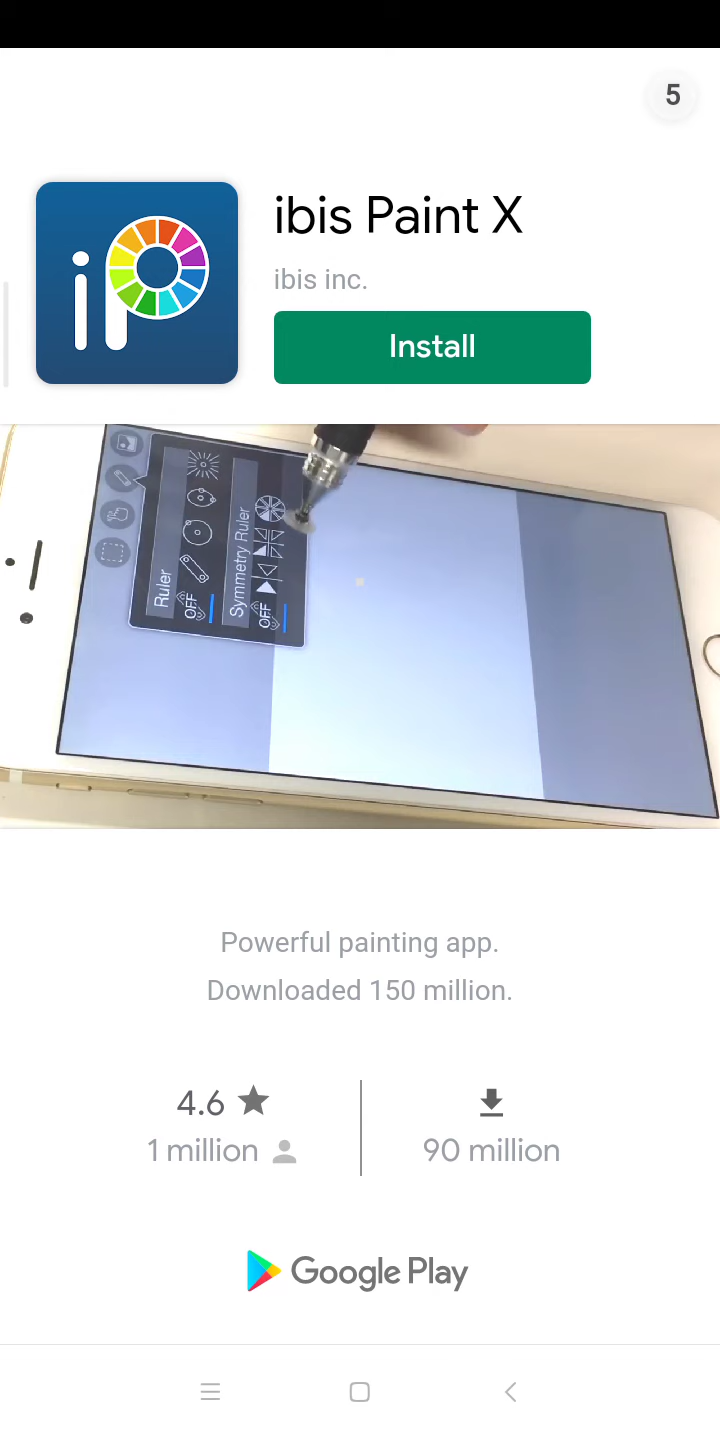 5
ibis Paint X
ibis inc.
Install
Ruler
OFF
Symmetry Ruler
OFF
Powerful painting app.
Downloaded 150 million.
4.6
1 million
90 million
Google Play